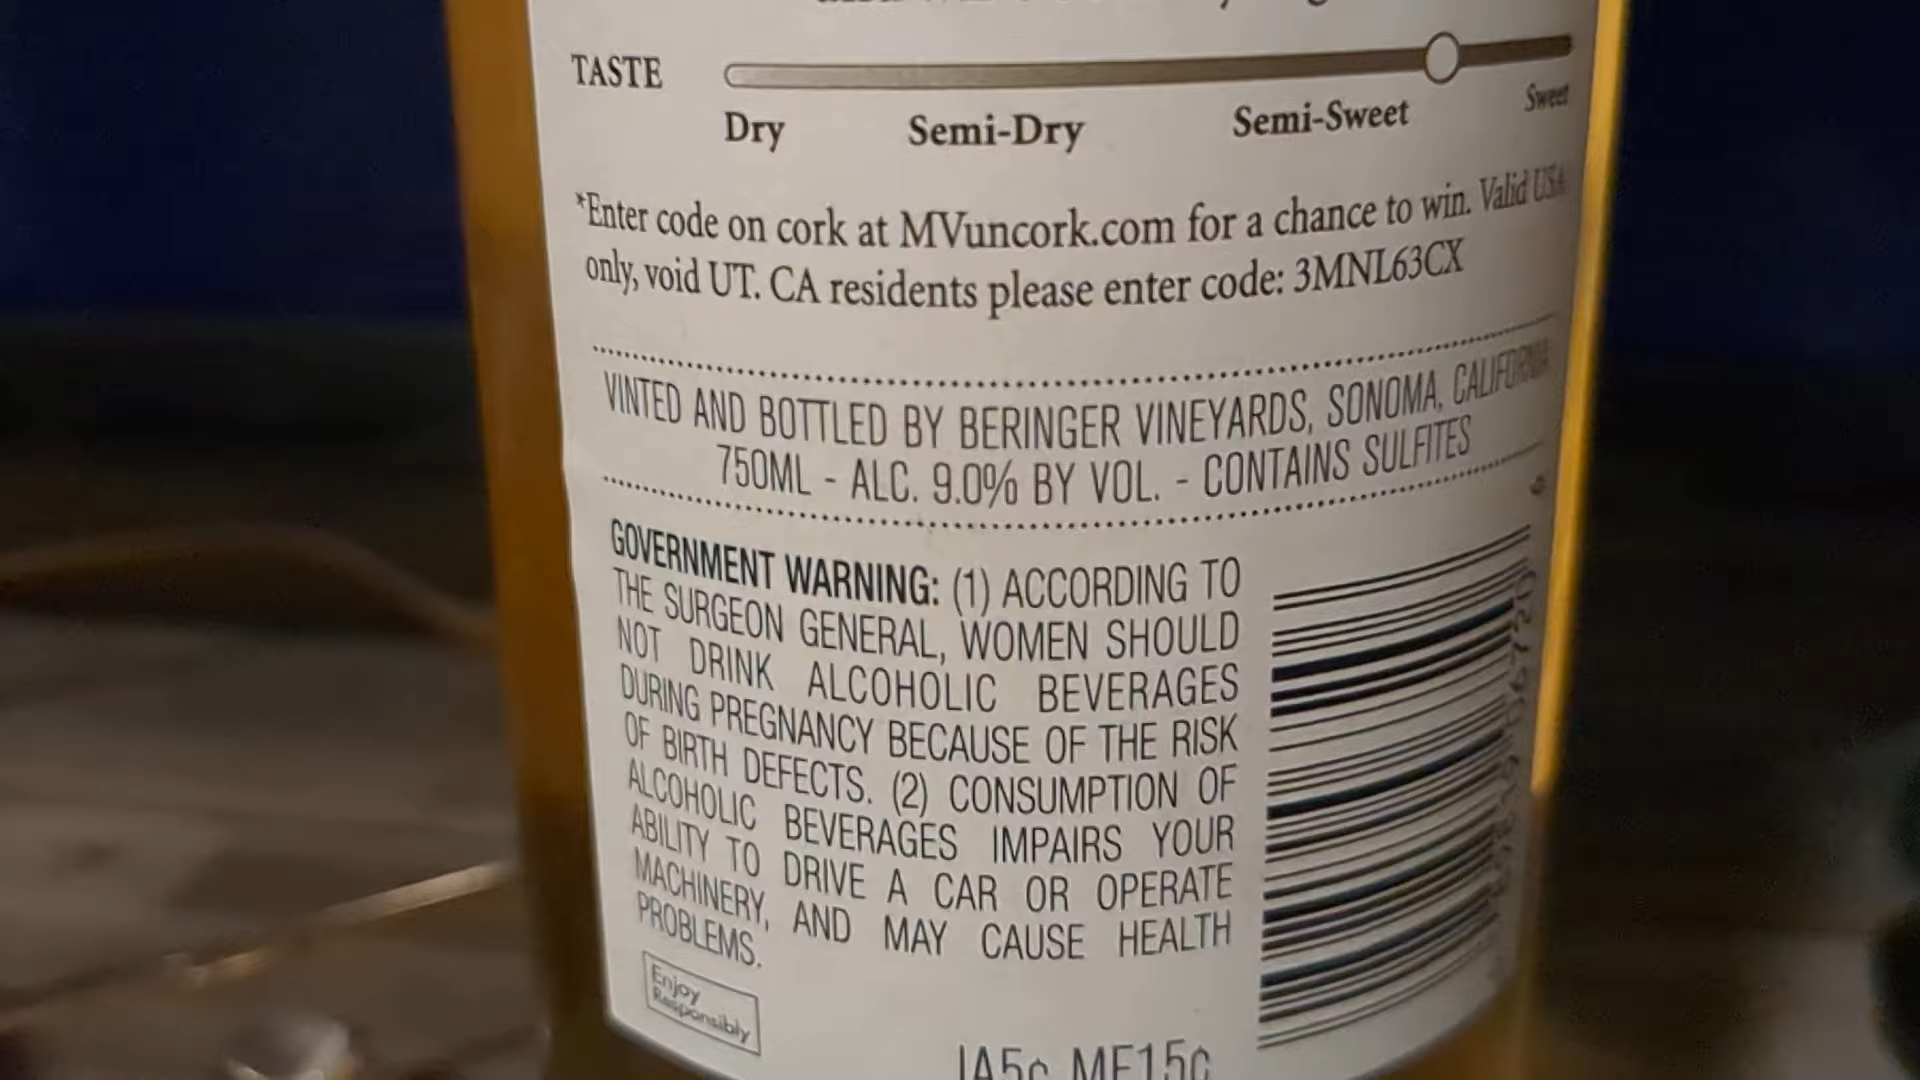 TASTE
Dry Semi-Dry Semi-Sweet Sweet
*Enter code on cork at MVuncork.com for a chance to win. Valid USA
only, void UT. CA residents please enter code: 3MNL63CX
VINTED AND BOTTLED BY BERINGER VINEYARDS, SONOMA, CALIFORNIA
750ML - ALC. 9.0% BY VOL. - CONTAINS SULFITES
GOVERNMENT WARNING: (1) ACCORDING TO
THE SURGEON GENERAL, WOMEN SHOULD
NOT DRINK ALCOHOLIC BEVERAGES
DURING PREGNANCY BECAUSE OF THE RISK
OF BIRTH DEFECTS. (2) CONSUMPTION OF
ALCOHOLIC BEVERAGES IMPAIRS YOUR
ABILITY TO DRIVE A CAR OR OPERATE
MACHINERY, AND MAY CAUSE HEALTH
PROBLEMS.
Enjoy
Responsibly
IA5¢ ME15¢